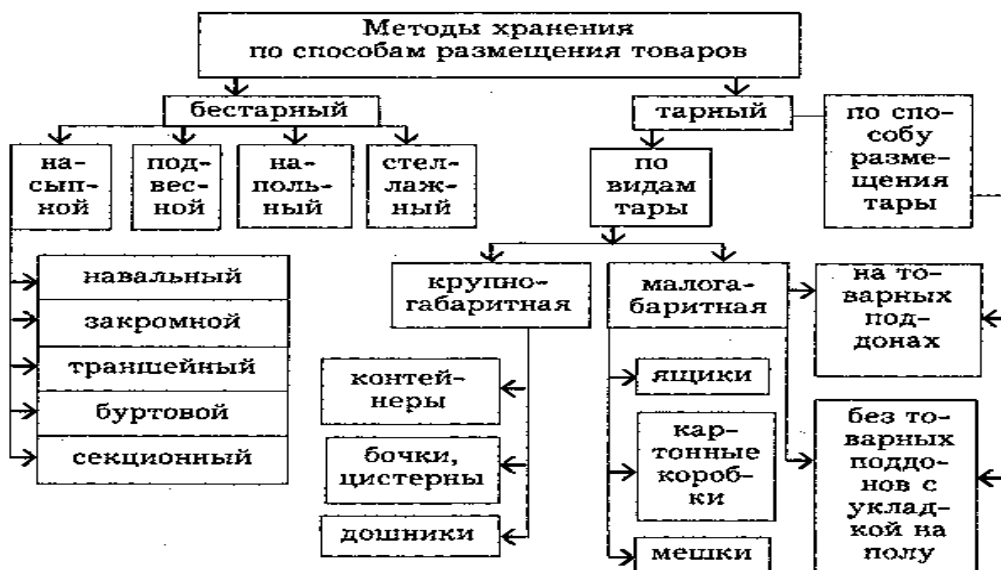 Методы хранения
по способам размещения товаров
бестарный
тарный
по спо-
собу
разме-
щения
тары
на-
сып-
ной
под-
вес-
ной
на-
поль-
ный
стел-
лаж-
ный
по
видам
тары
навальный
закромной
траншейный
буртовой
секционный
крупно-
габаритная
малога-
баритная
на то-
варных
под-
донах
контей-
неры
бочки,
цистерны
дошники
ящики
кар-
тонные
короб-
ки
мешки
без то-
варных
поддо-
нов с
уклад-
кой на
полу